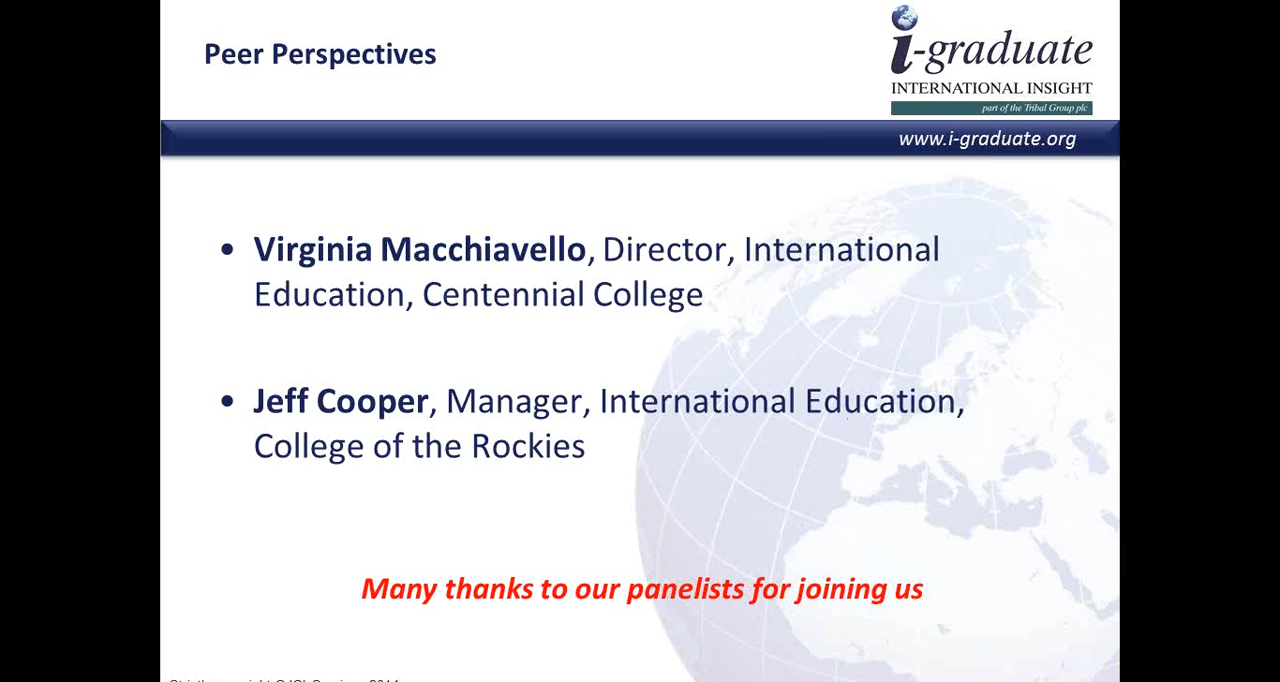 Peer Perspectives
i-graduate
INTERNATIONAL INSIGHT
part of the Tribal Group plc
www.i-graduate.org
• Virginia Macchiavello, Director, International
Education, Centennial College
• Jeff Cooper, Manager, International Education,
College of the Rockies
Many thanks to our panelists for joining us